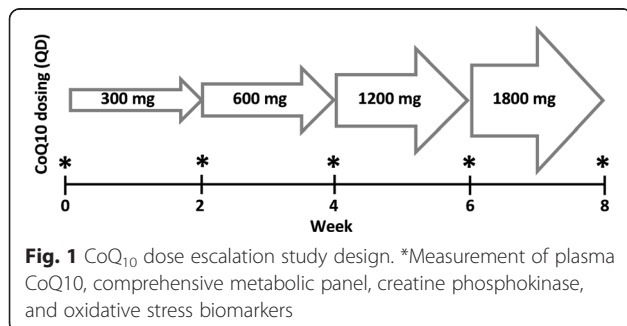 CoQ10 dosing (QD)
300 mg
600 mg
1200 mg
1800 mg
* * * * *
0 2 4 6 8
Week
Fig. 1 CoQ10 dose escalation study design. *Measurement of plasma
CoQ10, comprehensive metabolic panel, creatine phosphokinase,
and oxidative stress biomarkers